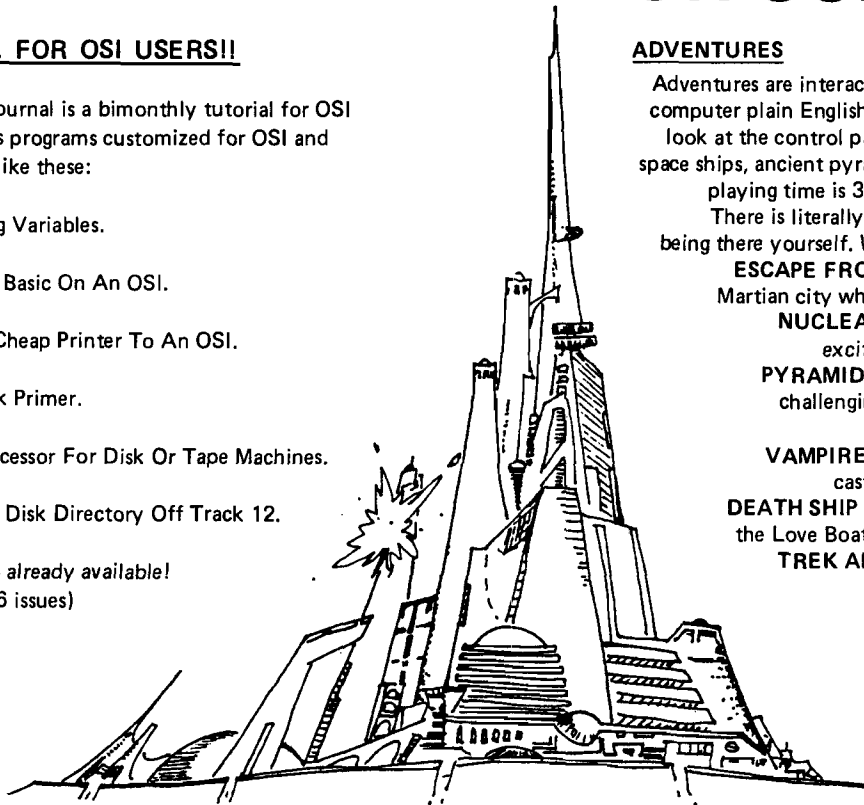 FOR OSI USERS!!
ournal is a bimonthly tutorial for OSI
s programs customized for OSI and
ike these:
g Variables.
Basic On An OSI.
Cheap Printer To An OSI.
k Primer.
cessor For Disk Or Tape Machines.
Disk Directory Off Track 12.
already available!
6 issues)
ADVENTURES
Adventures are interac
computer plain English
look at the control pa
space ships, ancient pyra
playing time is 3
There is literally
being there yourself. W
ESCAPE FRO
Martian city wh
NUCLEA
excit
PYRAMID
challengin
VAMPIRE
cast
DEATH SHIP
the Love Boat
TREK A